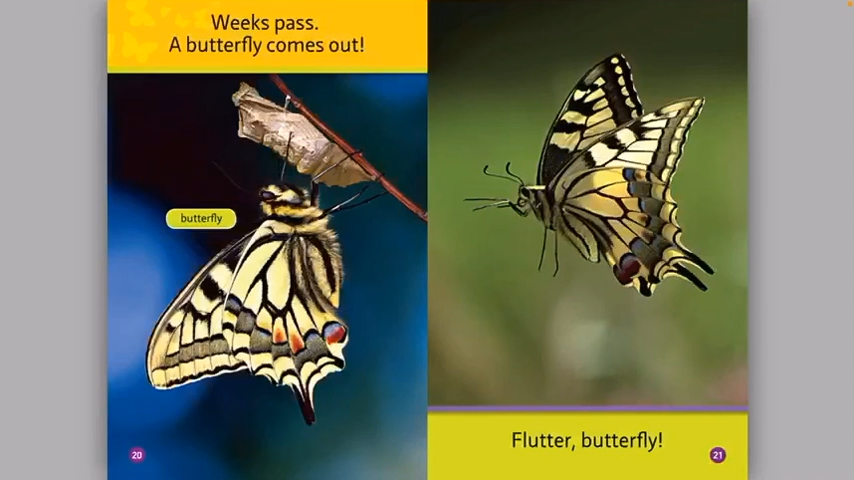 Weeks pass.
A butterfly comes out!
butterfly
20
Flutter, butterfly!
21